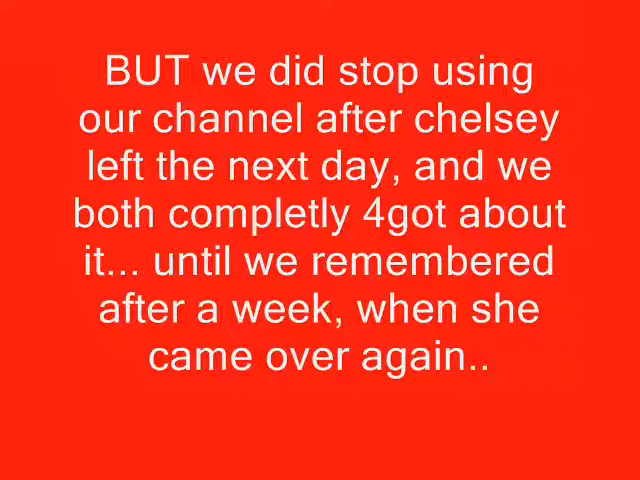 BUT we did stop using
our channel after chelsey
left the next day, and we
both completly 4got about
it... until we remembered
after a week, when she
came over again..